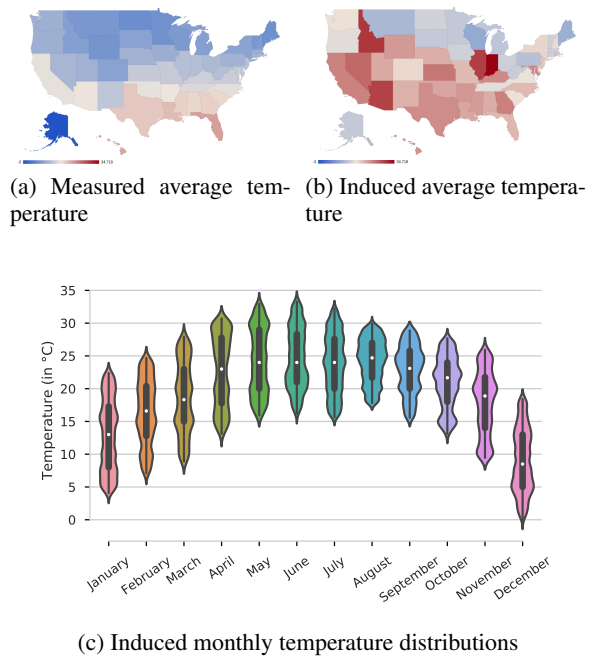 (a) Measured average tem-
perature
(b) Induced average tempera-
ture
35
30
25
20
15
10
5
0
Temperature (in °C)
January
February
March
April
May
June
July
August
September
October
November
December
(c) Induced monthly temperature distributions